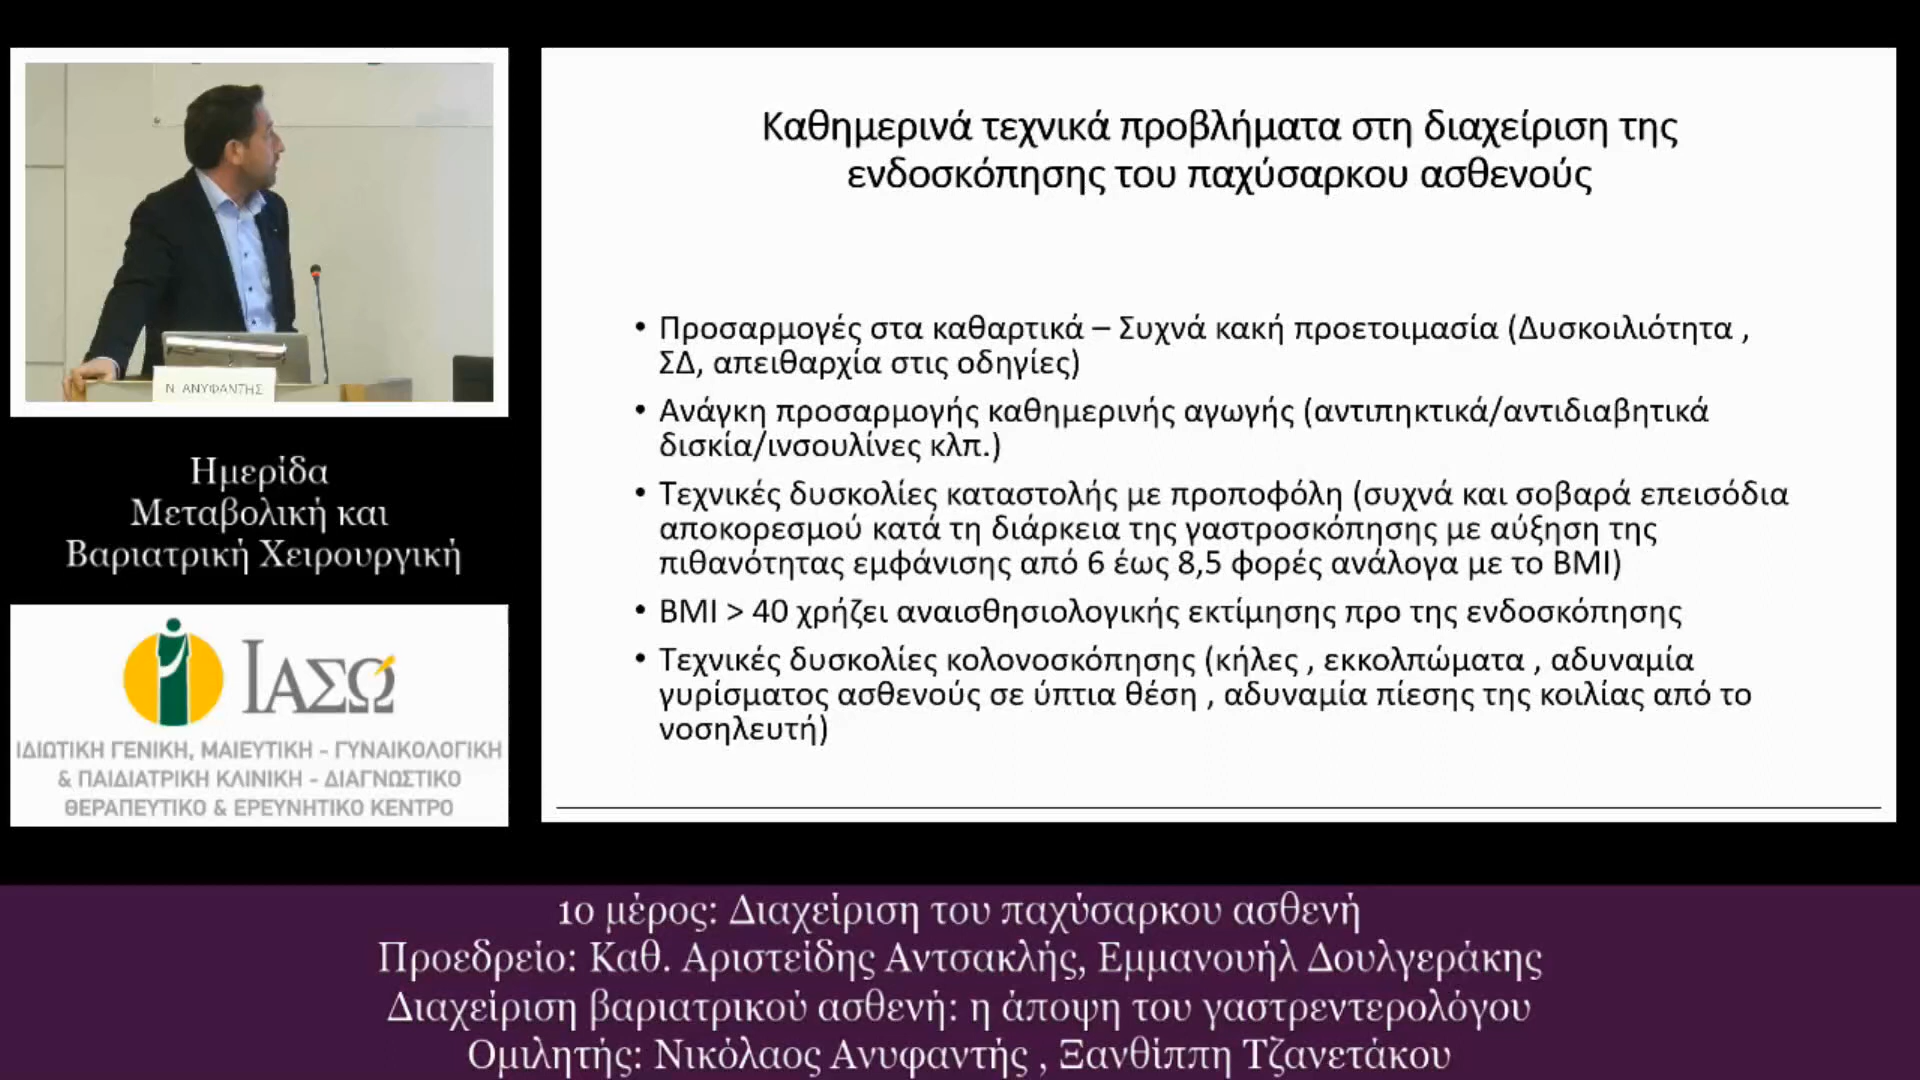 Ν. ΑΝΥΦΑΝΤΗΣ
Ημερίδα
Μεταβολική και
Βαριατρική Χειρουργική
ΙΑΣΩ
ΙΔΙΩΤΙΚΗ ΓΕΝΙΚΗ, ΜΑΙΕΥΤΙΚΗ – ΓΥΝΑΙΚΟΛΟΓΙΚΗ
& ΠΑΙΔΙΑΤΡΙΚΗ ΚΛΙΝΙΚΗ – ΔΙΑΓΝΩΣΤΙΚΟ
ΘΕΡΑΠΕΥΤΙΚΟ & ΕΡΕΥΝΗΤΙΚΟ ΚΕΝΤΡΟ
Καθημερινά τεχνικά προβλήματα στη διαχείριση της
ενδοσκόπησης του παχύσαρκου ασθενούς
• Προσαρμογές στα καθαρτικά – Συχνά κακή προετοιμασία (Δυσκοιλιότητα ,
ΣΔ, απειθαρχία στις οδηγίες)
• Ανάγκη προσαρμογής καθημερινής αγωγής (αντιπηκτικά/αντιδιαβητικά
δισκία/ινσουλίνες κλπ.)
• Τεχνικές δυσκολίες καταστολής με προποφόλη (συχνά και σοβαρά επεισόδια
αποκορεσμού κατά τη διάρκεια της γαστροσκόπησης με αύξηση της
πιθανότητας εμφάνισης από 6 έως 8,5 φορές ανάλογα με το BMI)
• BMI > 40 χρήζει αναισθησιολογικής εκτίμησης προ της ενδοσκόπησης
• Τεχνικές δυσκολίες κολονοσκόπησης (κήλες , εκκολπώματα , αδυναμία
γυρίσματος ασθενούς σε ύπτια θέση , αδυναμία πίεσης της κοιλίας από το
νοσηλευτή)
1ο μέρος: Διαχείριση του παχύσαρκου ασθενή
Προεδρείο: Καθ. Αριστείδης Αντσακλής, Εμμανουήλ Δουλγεράκης
Διαχείριση βαριατρικού ασθενή: η άποψη του γαστρεντερολόγου
Ομιλητής: Νικόλαος Ανυφαντής , Ξανθίππη Τζανετάκου